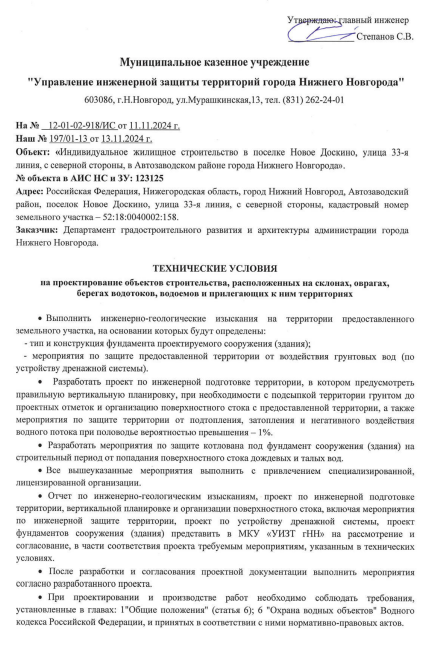 Утверждаю: главный инженер
Степанов С.В.
Муниципальное казенное учреждение
"Управление инженерной защиты территорий города Нижнего Новгорода"
603086, г.Н.Новгород, ул.Мурашкинская,13, тел. (831) 262-24-01
На № 12-01-02-918/ИС от 11.11.2024 г.
Наш № 197/01-13 от 13.11.2024 г.
Объект: «Индивидуальное жилищное строительство в поселке Новое Доскино, улица 33-я
линия, с северной стороны, в Автозаводском районе города Нижнего Новгорода».
№ объекта в АИС НС и ЗУ: 123125
Адрес: Российская Федерация, Нижегородская область, город Нижний Новгород, Автозаводский
район, поселок Новое Доскино, улица 33-я линия, с северной стороны, кадастровый номер
земельного участка – 52:18:0040002:158.
Заказчик: Департамент градостроительного развития и архитектуры администрации города
Нижнего Новгорода.
ТЕХНИЧЕСКИЕ УСЛОВИЯ
на проектирование объектов строительства, расположенных на склонах, оврагах,
берегах водотоков, водоемов и прилегающих к ним территориях
• Выполнить инженерно-геологические изыскания на территории предоставленного
земельного участка, на основании которых будут определены:
- тип и конструкция фундамента проектируемого сооружения (здания);
- мероприятия по защите предоставленной территории от воздействия грунтовых вод (по
устройству дренажной системы).
• Разработать проект по инженерной подготовке территории, в котором предусмотреть
правильную вертикальную планировку, при необходимости с подсыпкой территории грунтом до
проектных отметок и организацию поверхностного стока с предоставленной территории, а также
мероприятия по защите территории от подтопления, затопления и негативного воздействия
водного потока при половодье вероятностью превышения – 1%.
• Разработать мероприятия по защите котлована под фундамент сооружения (здания) на
строительный период от попадания поверхностного стока дождевых и талых вод.
• Все вышеуказанные мероприятия выполнить с привлечением специализированной,
лицензированной организации.
• Отчет по инженерно-геологическим изысканиям, проект по инженерной подготовке
территории, вертикальной планировке и организации поверхностного стока, включая мероприятия
по инженерной защите территории, проект по устройству дренажной системы, проект
фундаментов сооружения (здания) представить в МКУ «УИЗТ гНН» на рассмотрение и
согласование, в части соответствия проекта требуемым мероприятиям, указанным в технических
условиях.
• После разработки и согласования проектной документации выполнить мероприятия
согласно разработанного проекта.
• При проектировании и производстве работ необходимо соблюдать требования,
установленные в главах: 1"Общие положения" (статья 6); 6 "Охрана водных объектов" Водного
кодекса Российской Федерации, и принятых в соответствии с ними нормативно-правовых актов.